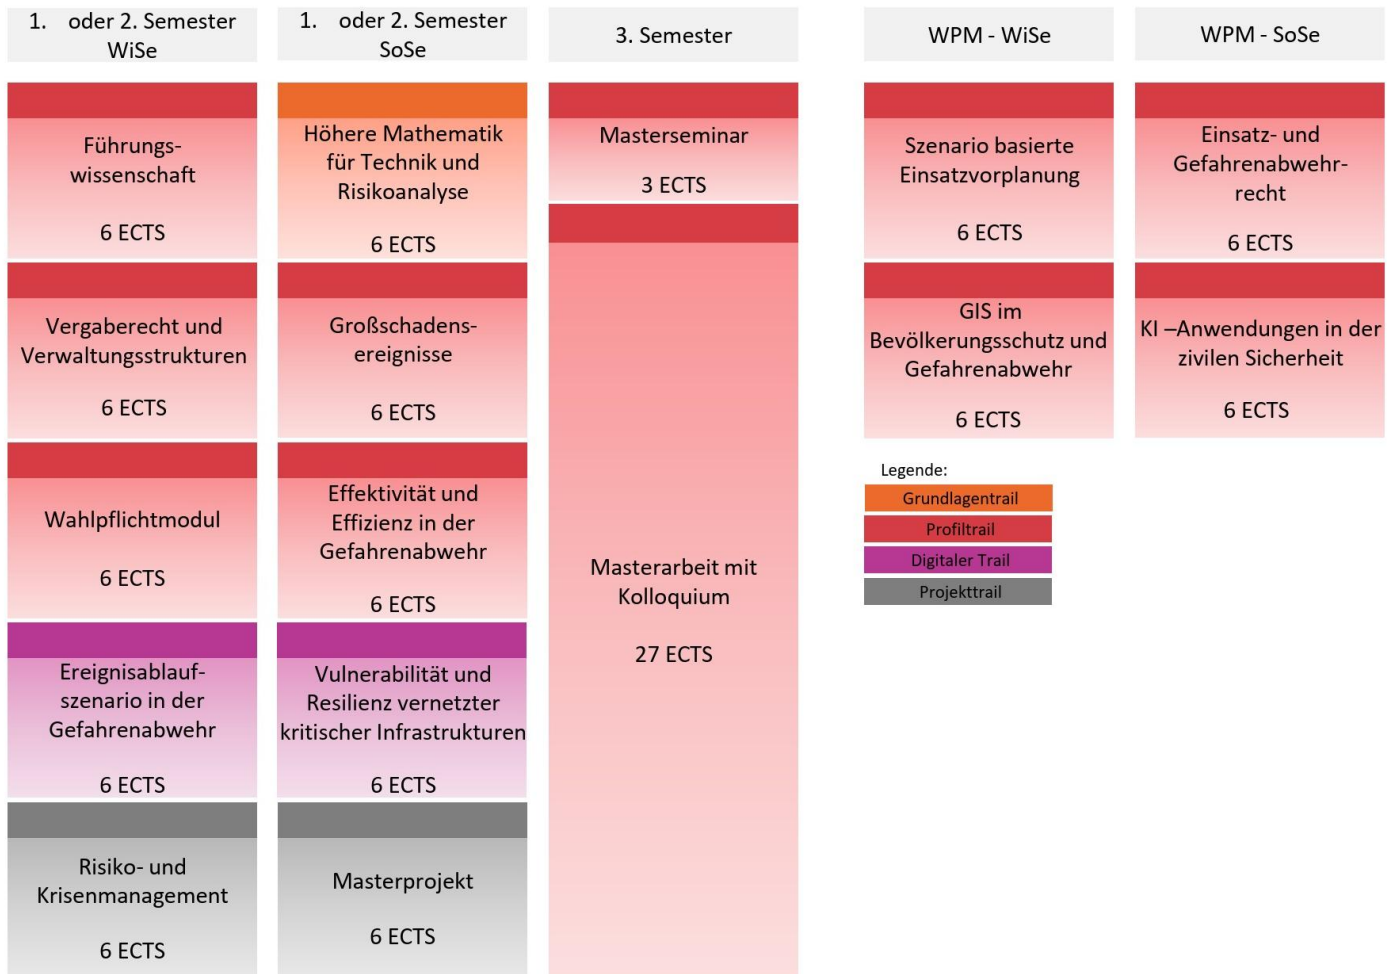 1. oder 2. Semester
WiSe
Führungs-
wissenschaft
6 ECTS
Vergaberecht und
Verwaltungsstrukturen
6 ECTS
Wahlpflichtmodul
6 ECTS
Ereignisablauf-
szenario in der
Gefahrenabwehr
6 ECTS
Risiko- und
Krisenmanagement
6 ECTS
1. oder 2. Semester
SoSe
Höhere Mathematik
für Technik und
Risikoanalyse
6 ECTS
Großschadens-
ereignisse
6 ECTS
Effektivität und
Effizienz in der
Gefahrenabwehr
6 ECTS
Vulnerabilität und
Resilienz vernetzter
kritischer Infrastrukturen
6 ECTS
Masterprojekt
6 ECTS
3. Semester
Masterseminar
3 ECTS
Masterarbeit mit
Kolloquium
27 ECTS
WPM - WiSe
Szenario basierte
Einsatzvorplanung
6 ECTS
GIS im
Bevölkerungsschutz und
Gefahrenabwehr
6 ECTS
WPM - SoSe
Einsatz- und
Gefahrenabwehr-
recht
6 ECTS
KI –Anwendungen in der
zivilen Sicherheit
6 ECTS
Legende:
Grundlagentrail
Profiltrail
Digitaler Trail
Projekttrail